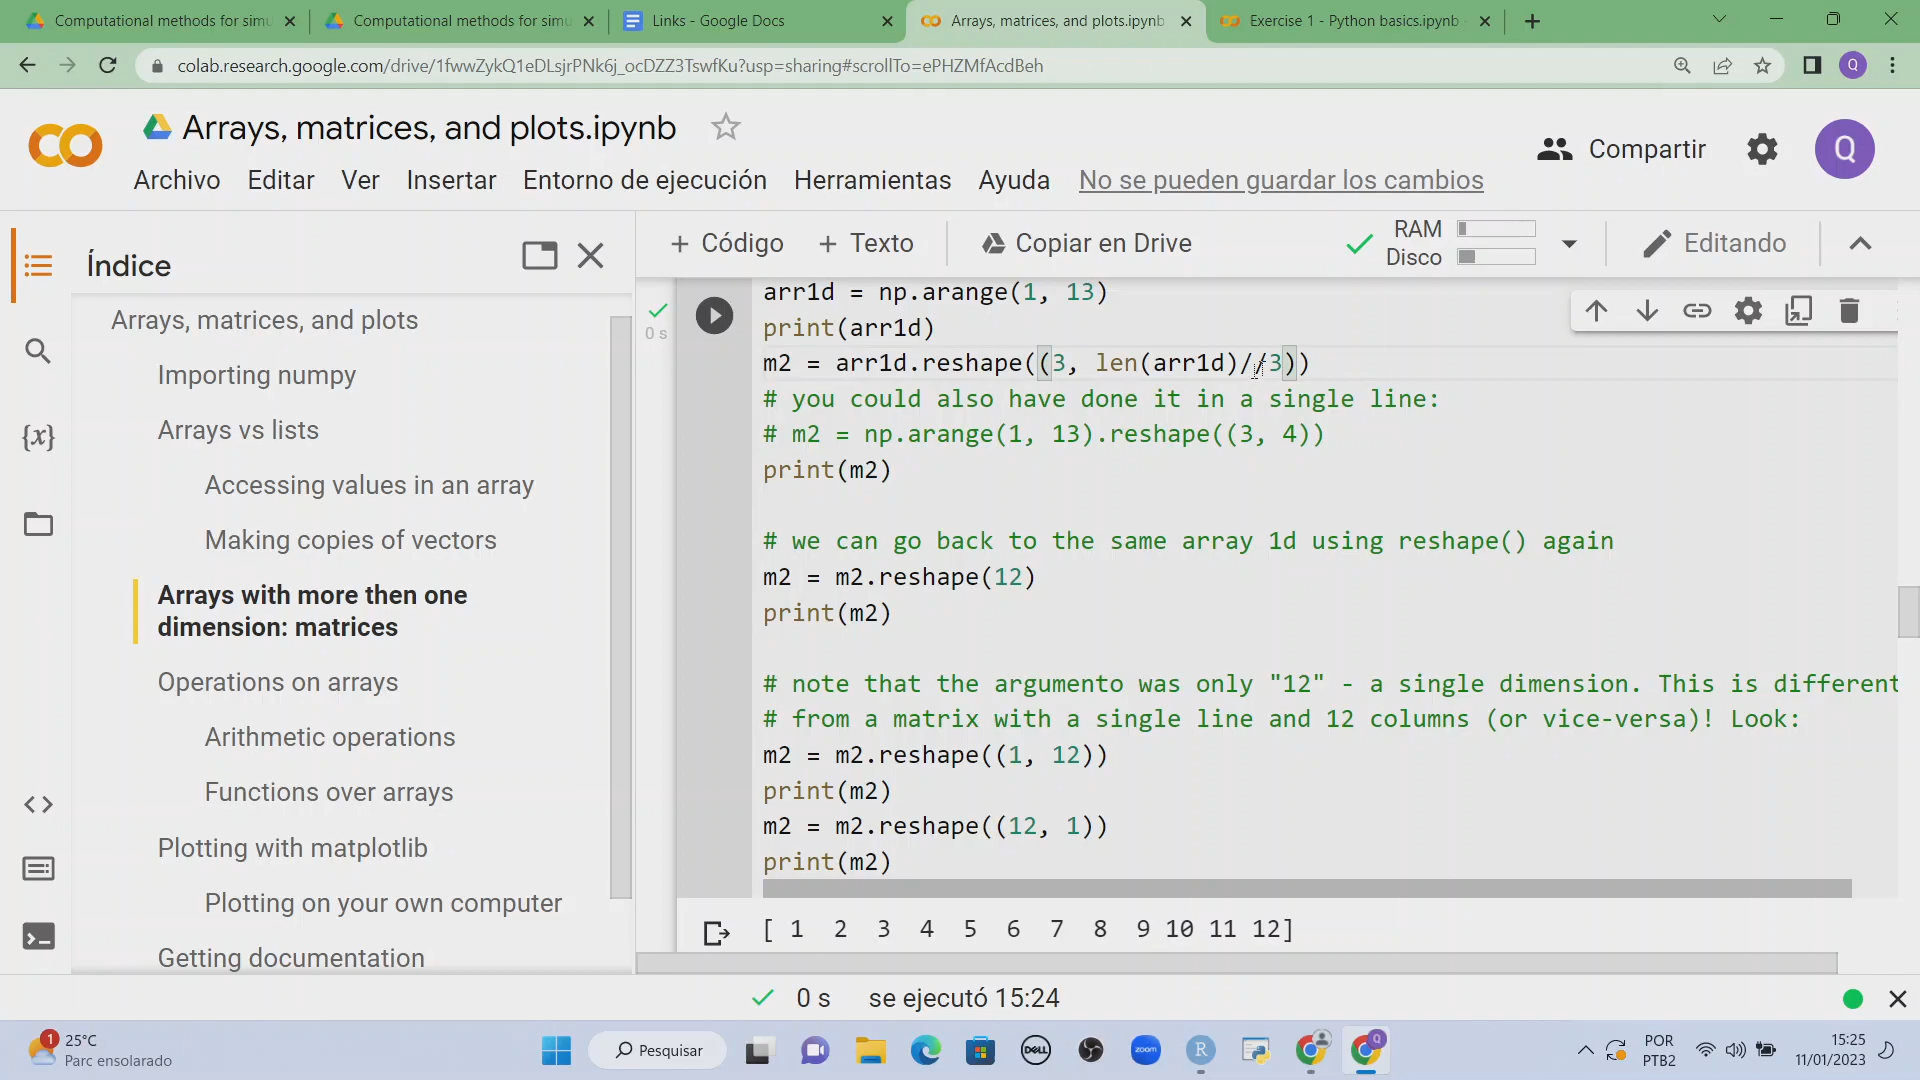 Computational methods for simu
Computational methods for simu
Links - Google Docs
Arrays, matrices, and plots.ipynb
Exercise 1 - Python basics.ipynb
colab.research.google.com/drive/1fwwZykQ1eDLsjrPNk6j_ocDZZ3TswfKu?usp=sharing#scrollTo=ePHZMfAcdBeh
Q
Arrays, matrices, and plots.ipynb
Compartir
Q
Archivo Editar Ver Insertar Entorno de ejecución Herramientas Ayuda No se pueden guardar los cambios
+ Código + Texto Copiar en Drive
RAM
Disco
Editando
Índice
Arrays, matrices, and plots
Importing numpy
Arrays vs lists
Accessing values in an array
Making copies of vectors
Arrays with more then one
dimension: matrices
Operations on arrays
Arithmetic operations
Functions over arrays
Plotting with matplotlib
Plotting on your own computer
Getting documentation
{x}
0 s
arr1d = np.arange(1, 13)
print(arr1d)
m2 = arr1d.reshape((3, len(arr1d)//3))
# you could also have done it in a single line:
# m2 = np.arange(1, 13).reshape((3, 4))
print(m2)
# we can go back to the same array 1d using reshape() again
m2 = m2.reshape(12)
print(m2)
# note that the argumento was only "12" - a single dimension. This is different
# from a matrix with a single line and 12 columns (or vice-versa)! Look:
m2 = m2.reshape((1, 12))
print(m2)
m2 = m2.reshape((12, 1))
print(m2)
[ 1 2 3 4 5 6 7 8 9 10 11 12]
0 s se ejecutó 15:24
1
25°C
Parc ensolarado
Pesquisar
DELL
zoom
R
Q
POR
PTB2
15:25
11/01/2023